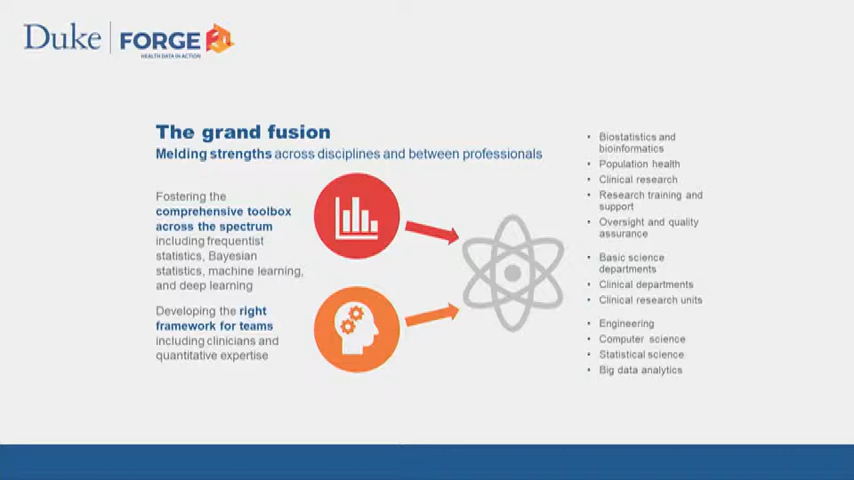 Duke FORGE
HEALTH DATA IN ACTION
The grand fusion
Melding strengths across disciplines and between professionals
Fostering the
comprehensive toolbox
across the spectrum
including frequentist
statistics, Bayesian
statistics, machine learning,
and deep learning
Developing the right
framework for teams
including clinicians and
quantitative expertise
• Biostatistics and
bioinformatics
• Population health
• Clinical research
• Research training and
support
• Oversight and quality
assurance
• Basic science
departments
• Clinical departments
• Clinical research units
• Engineering
• Computer science
• Statistical science
• Big data analytics